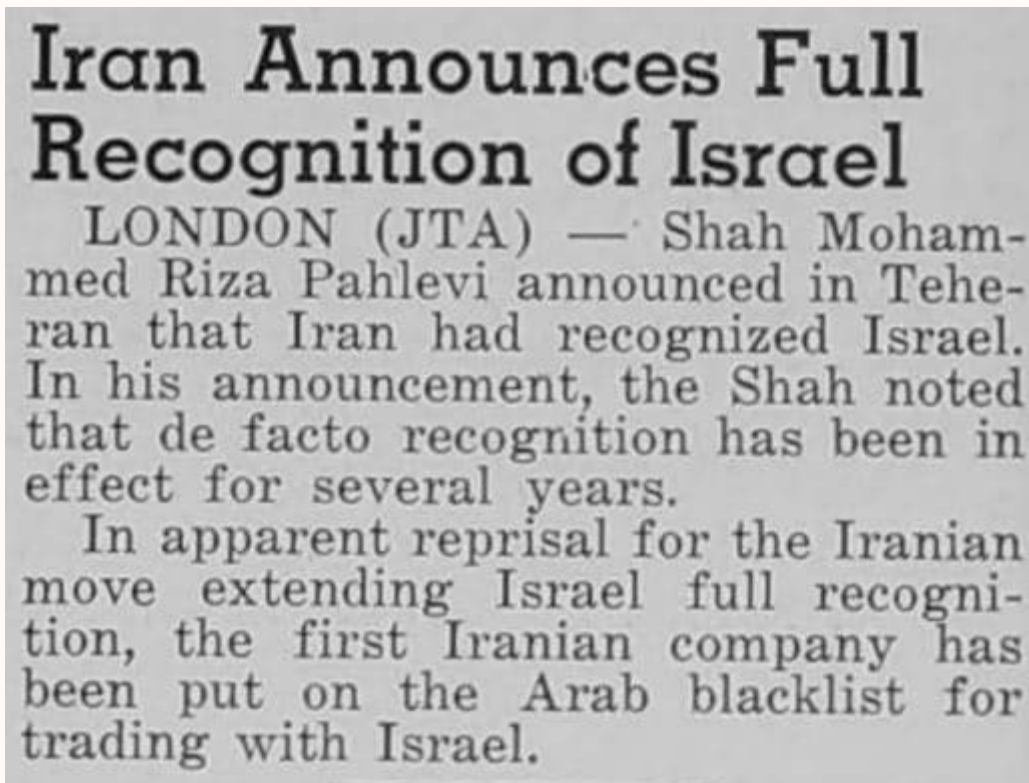 Iran Announces Full
Recognition of Israel
LONDON (JTA) — Shah Moham-
med Riza Pahlevi announced in Tehe-
ran that Iran had recognized Israel.
In his announcement, the Shah noted
that de facto recognition has been in
effect for several years.
In apparent reprisal for the Iranian
move extending Israel full recogni-
tion, the first Iranian company has
been put on the Arab blacklist for
trading with Israel.